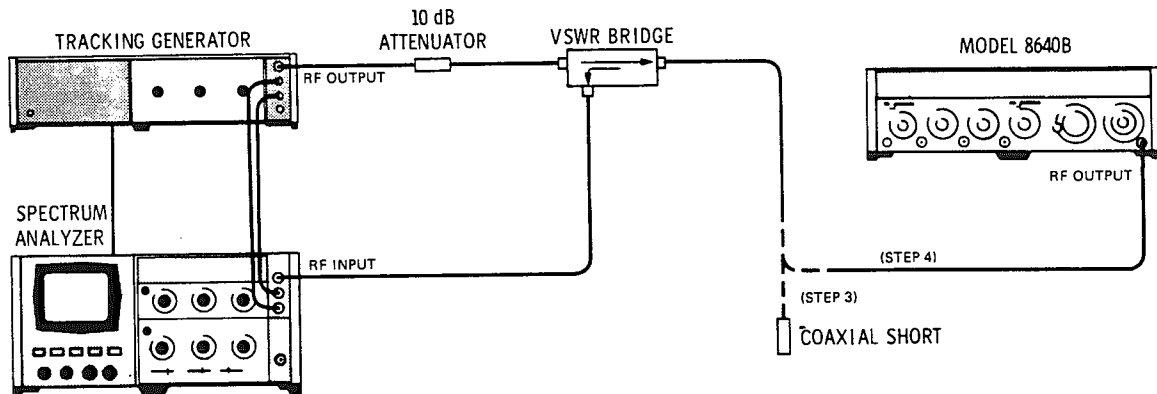 TRACKING GENERATOR
10 dB
ATTENUATOR
VSWR BRIDGE
MODEL 8640B
RF OUTPUT
RF OUTPUT
SPECTRUM
ANALYZER
RF INPUT
(STEP 4)
(STEP 3)
COAXIAL SHORT